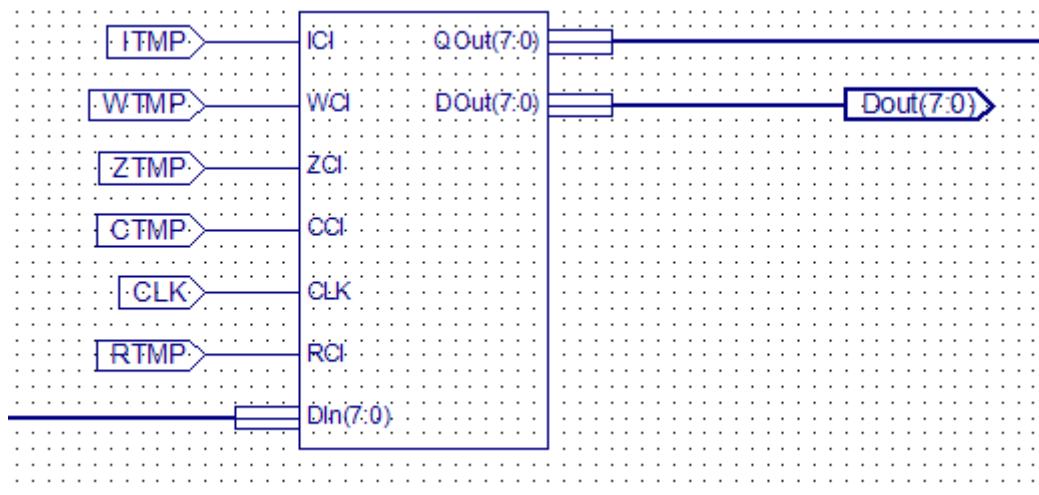 ITMP ICI QOut(7:0)
WTMP WCI DOut(7:0) Dout(7:0)
ZTMP ZCI
CTMP CCI
CLK CLK
RTMP RCI
DIn(7:0)